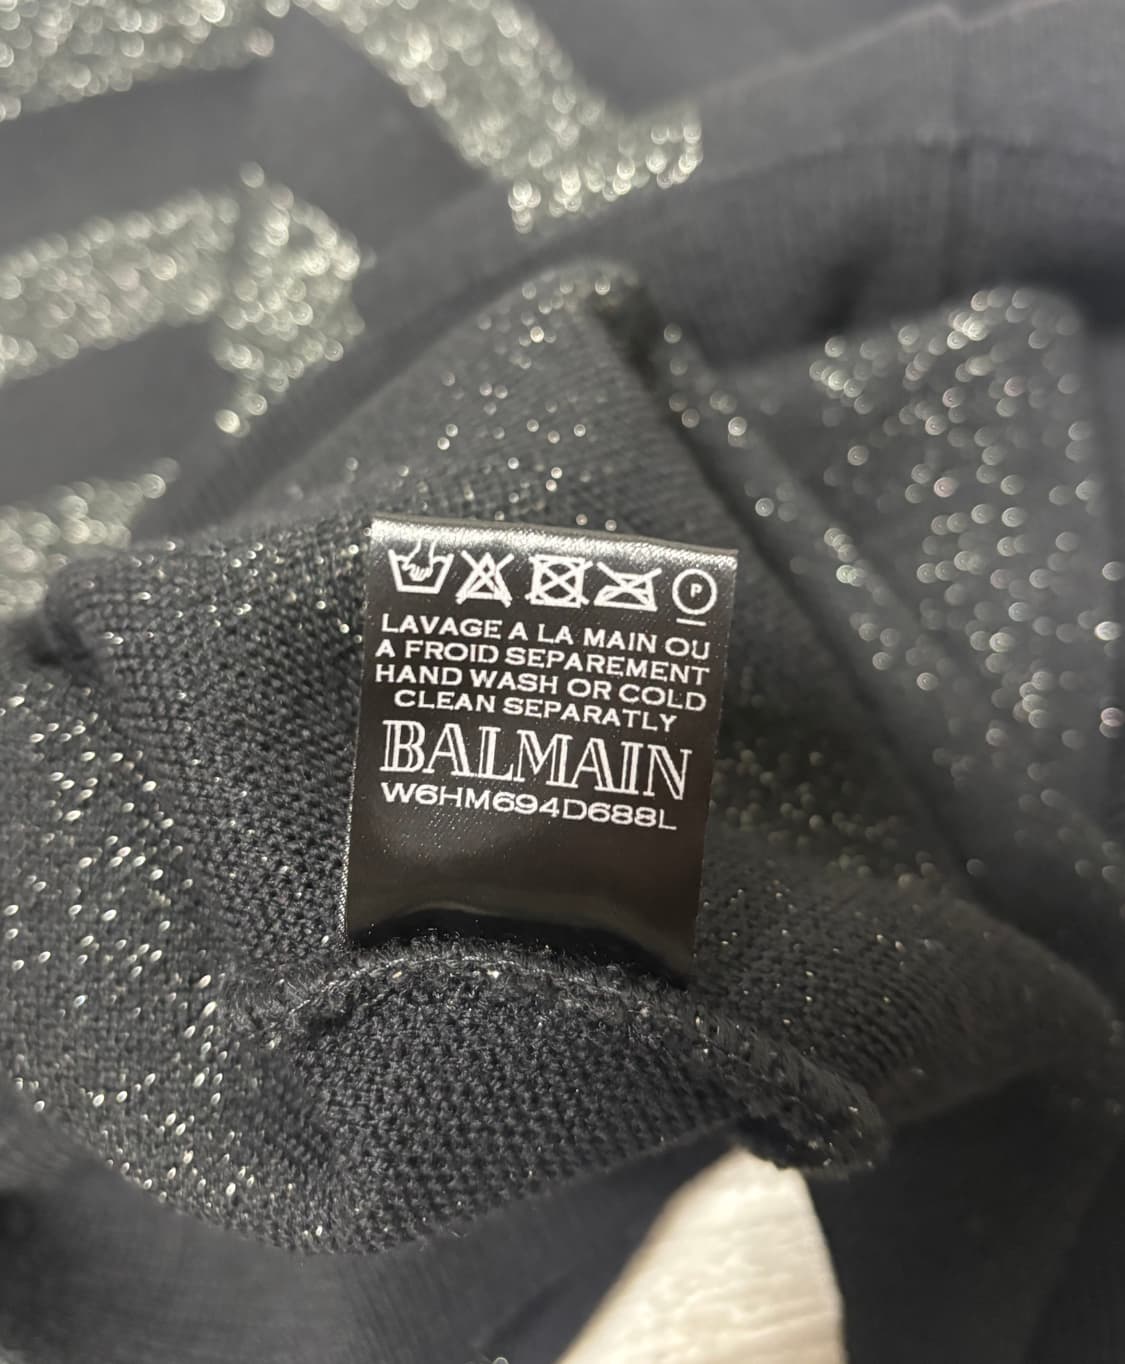 P
LAVAGE A LA MAIN OU
A FROID SEPAREMENT
HAND WASH OR COLD
CLEAN SEPARATLY
BALMAIN
W6HM694D688L